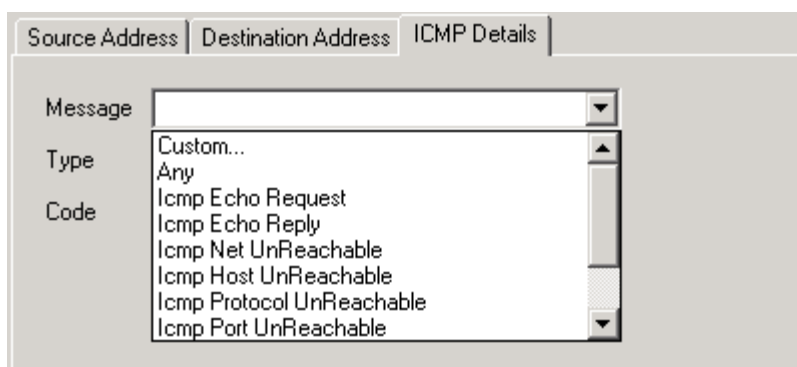 Source Address Destination Address ICMP Details
Message
Type
Code
Custom...
Any
Icmp Echo Request
Icmp Echo Reply
Icmp Net UnReachable
Icmp Host UnReachable
Icmp Protocol UnReachable
Icmp Port UnReachable